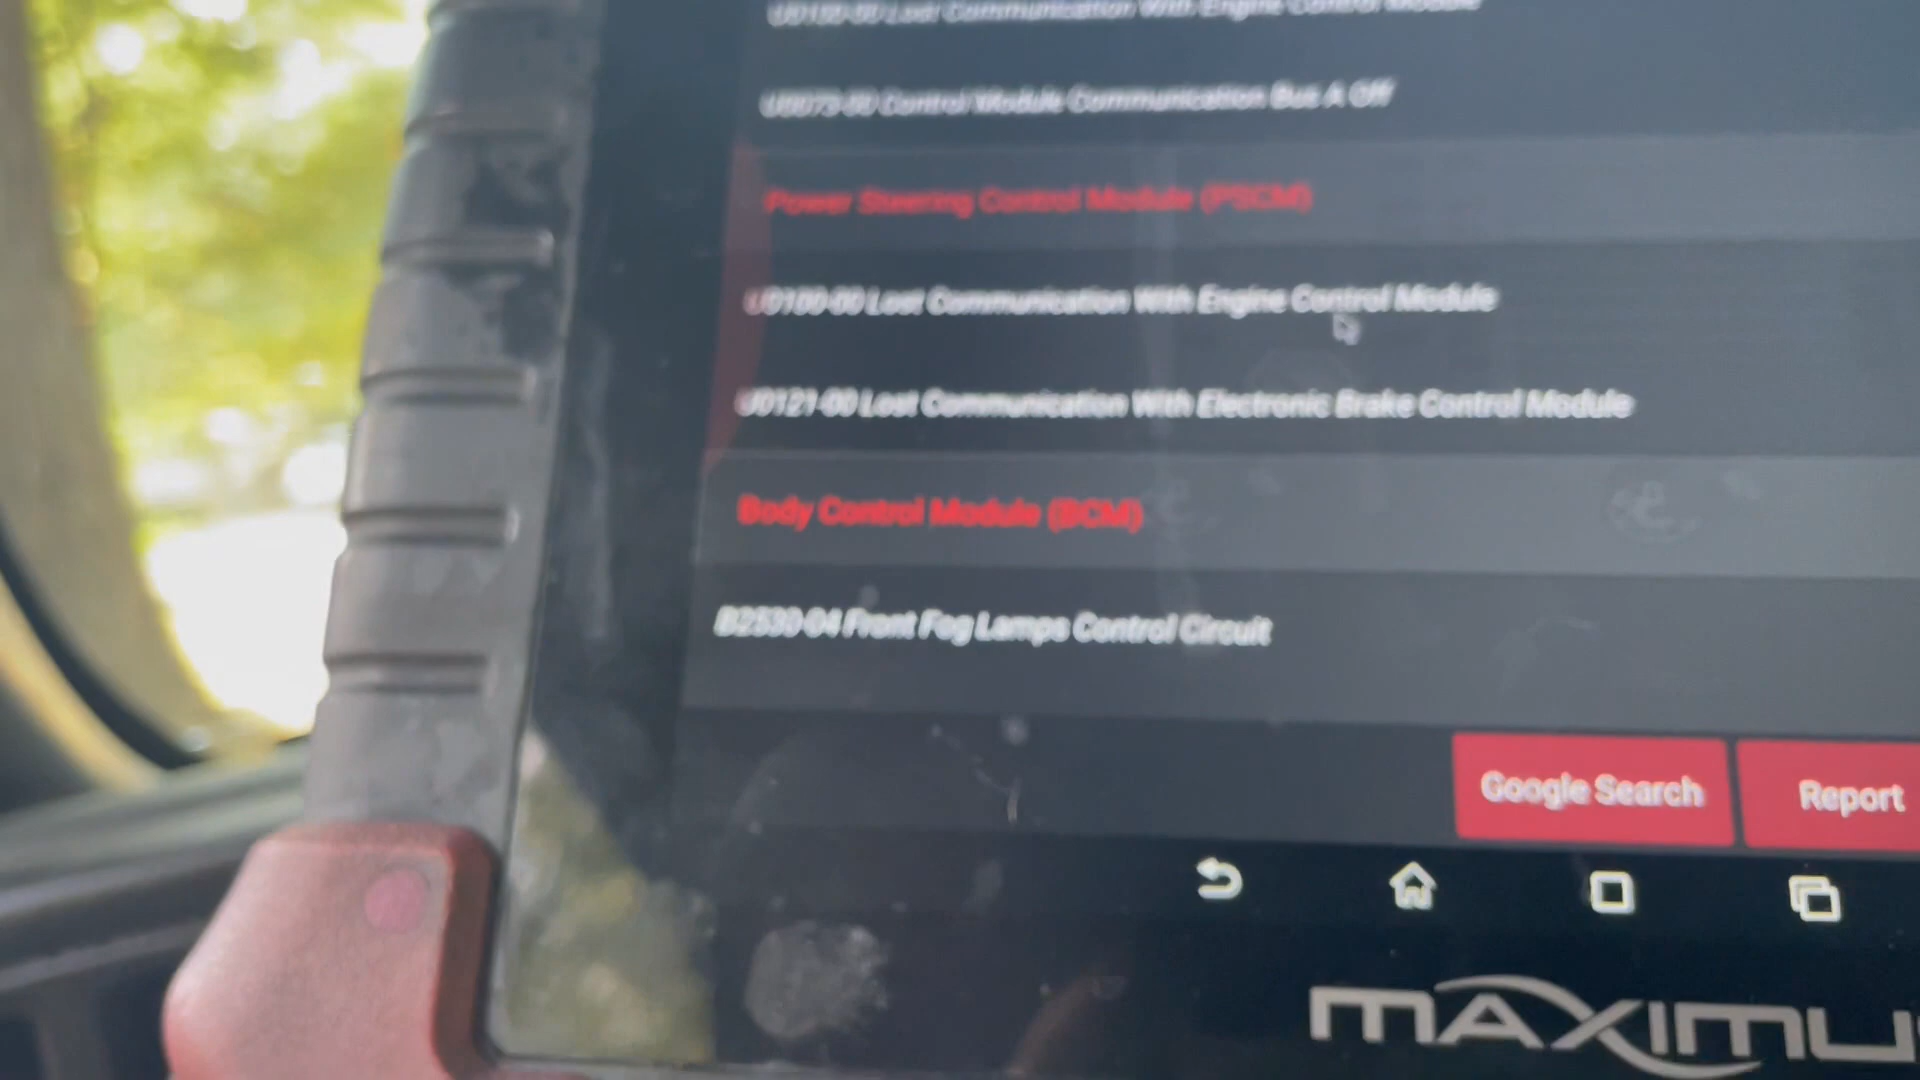 U0100-00 Lost Communication With Engine Control Module
U0073-00 Control Module Communication Bus A Off
Power Steering Control Module (PSCM)
U0100-00 Lost Communication With Engine Control Module
U0121-00 Lost Communication With Electronic Brake Control Module
Body Control Module (BCM)
B2530-04 Front Fog Lamps Control Circuit
Google Search
Report
MAXIMU